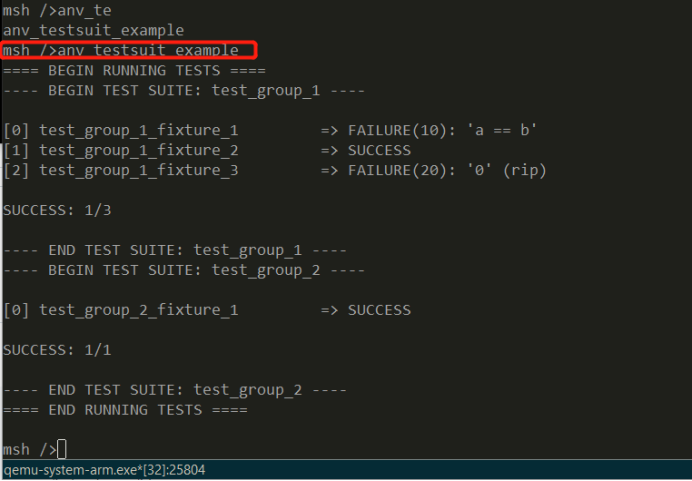 msh />anv_te
anv_testsuit_example
msh />anv_testsuit_example
==== BEGIN RUNNING TESTS ====
---- BEGIN TEST SUITE: test_group_1 ----
[0] test_group_1_fixture_1 => FAILURE(10): 'a == b'
[1] test_group_1_fixture_2 => SUCCESS
[2] test_group_1_fixture_3 => FAILURE(20): '0' (rip)
SUCCESS: 1/3
---- END TEST SUITE: test_group_1 ----
---- BEGIN TEST SUITE: test_group_2 ----
[0] test_group_2_fixture_1 => SUCCESS
SUCCESS: 1/1
---- END TEST SUITE: test_group_2 ----
==== END RUNNING TESTS ====
msh />
qemu-system-arm.exe*[32]:25804